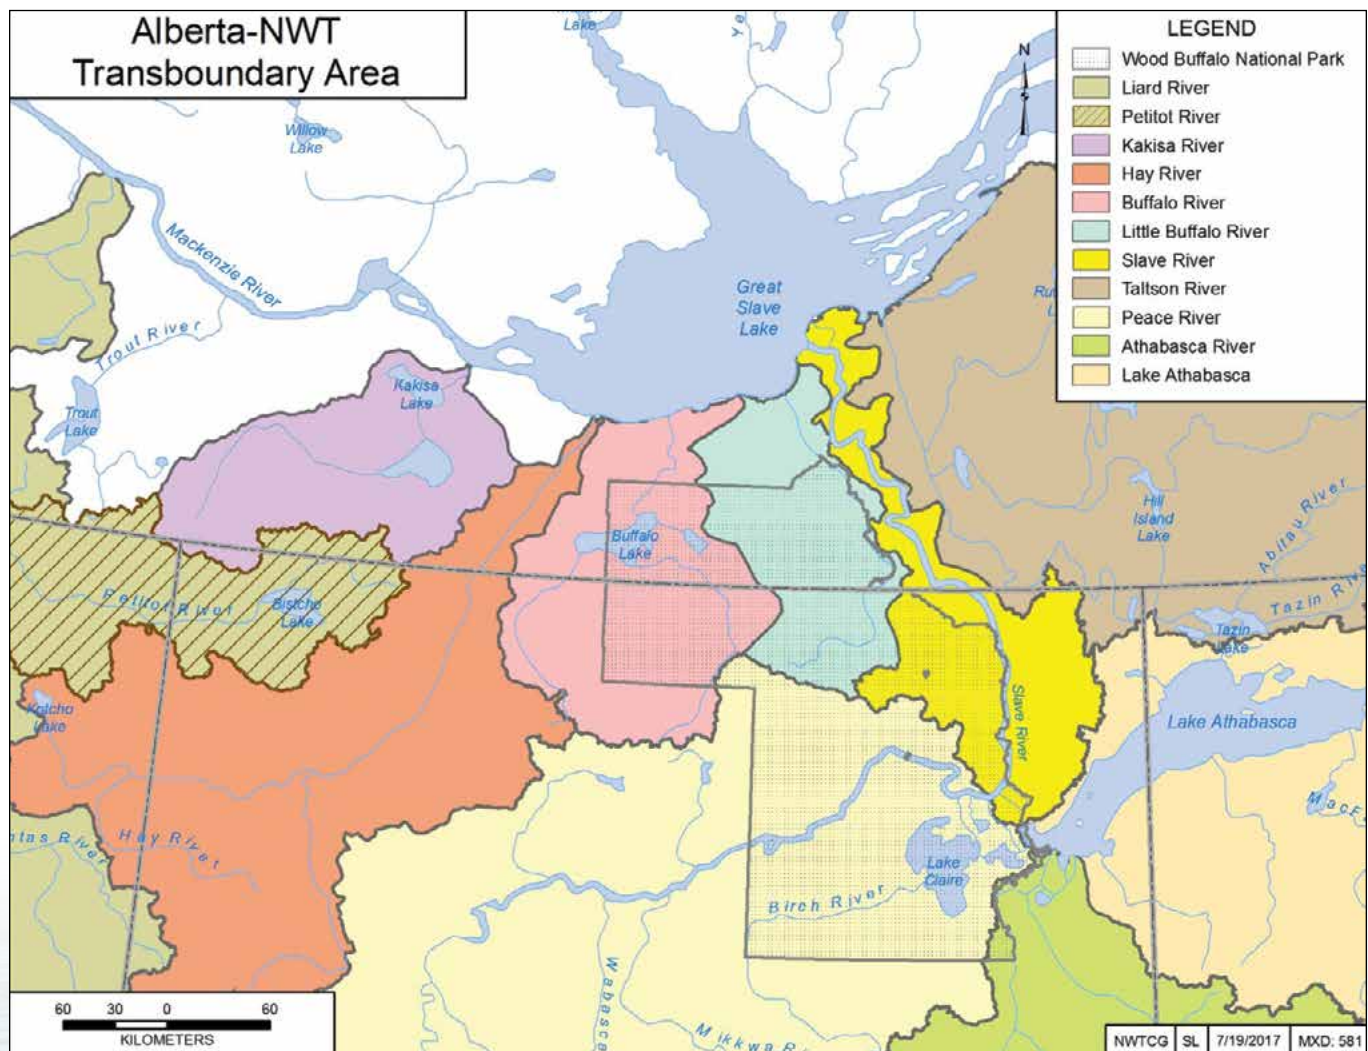 Alberta-NWT
Transboundary Area
LEGEND
Wood Buffalo National Park
Liard River
Petitot River
Kakisa River
Hay River
Buffalo River
Little Buffalo River
Slave River
Taltson River
Peace River
Athabasca River
Lake Athabasca
N
Lake
Willow
Lake
Mackenzie River
Great
Slave
Lake
Trout River
Kakisa
Lake
Trout
Lake
Hill
Island
Lake
Abitau River
Buffalo
Lake
Petitot River
Bistcho
Lake
Tazin
Lake
Kotcho
Lake
Slave River
Lake Athabasca
Hay River
Lake
Claire
Birch River
Wabasca
Mikkwa
60 30 0 60
KILOMETERS
NWTCG SL 7/19/2017 MXD: 581